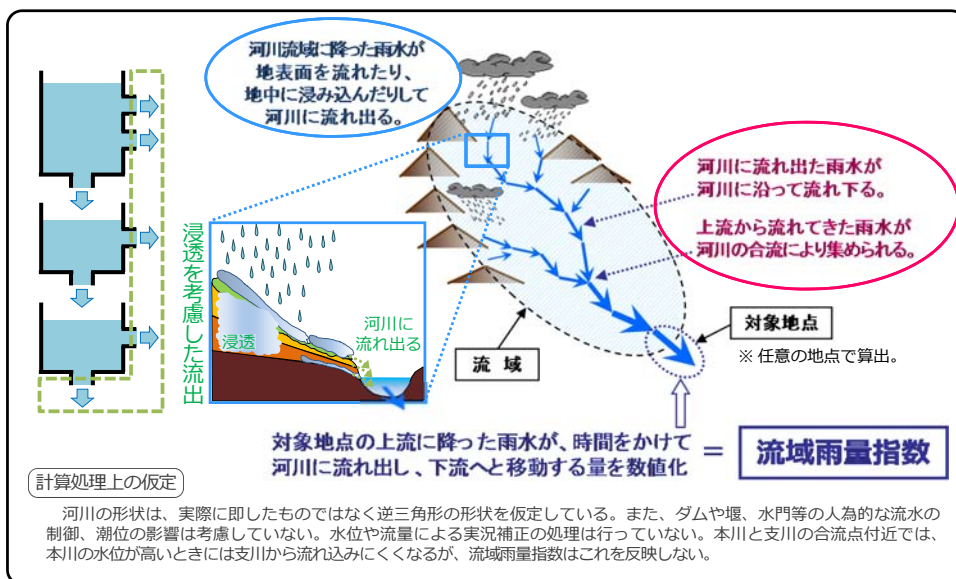 河川流域に降った雨水が
地表面を流れたり、
地中に浸み込んだりして
河川に流れ出る。
河川に流れ出た雨水が
河川に沿って流れ下る。
上流から流れてきた雨水が
河川の合流により集められる。
浸透を考慮した流出
浸透
河川に
流れ出る
流 域
対象地点
※ 任意の地点で算出。
対象地点の上流に降った雨水が、時間をかけて
河川に流れ出し、下流へと移動する量を数値化
=
流域雨量指数
計算処理上の仮定
河川の形状は、実際に即したものではなく逆三角形の形状を仮定している。また、ダムや堰、水門等の人為的な流水の
制御、潮位の影響は考慮していない。水位や流量による実況補正の処理は行っていない。本川と支川の合流点付近では、
本川の水位が高いときには支川から流れ込みにくくなるが、流域雨量指数はこれを反映しない。